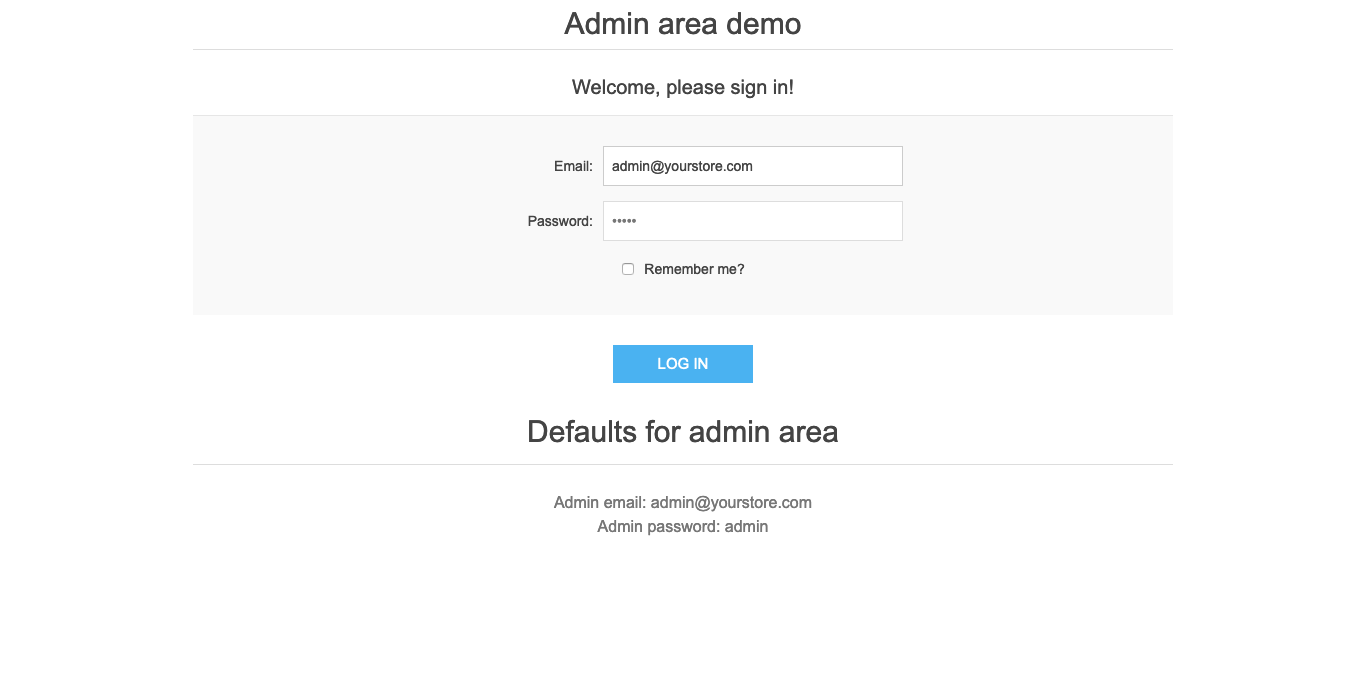 Admin area demo
Welcome, please sign in!
Email: admin@yourstore.com
Password: •••••
Remember me?
LOG IN
Defaults for admin area
Admin email: admin@yourstore.com
Admin password: admin